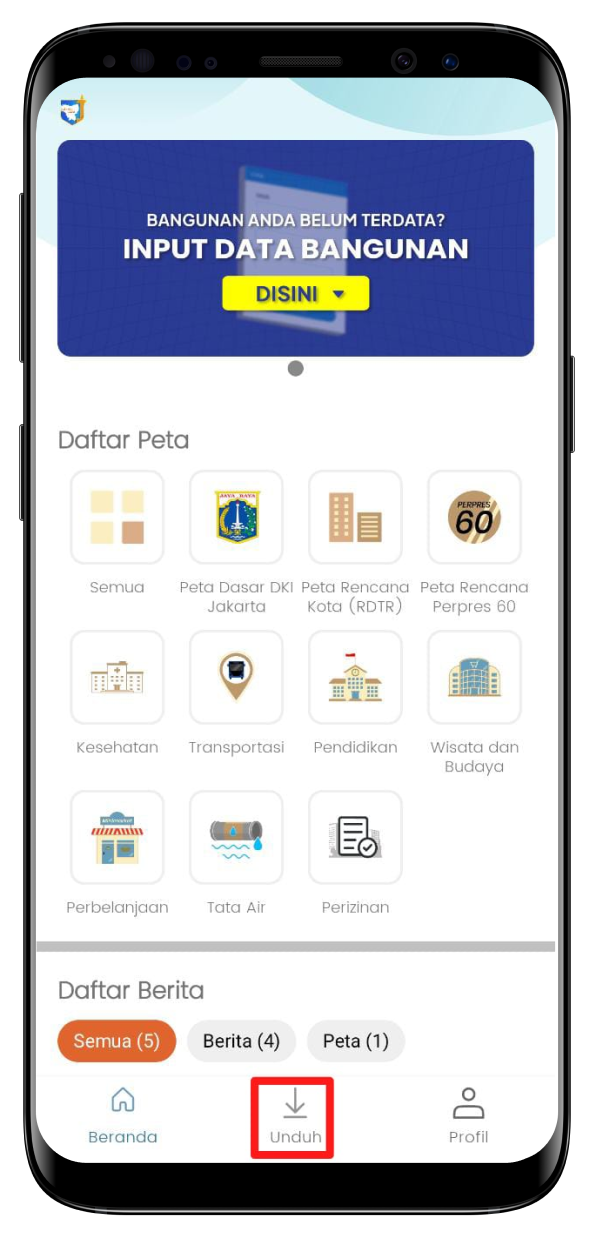 BANGUNAN ANDA BELUM TERDATA?
INPUT DATA BANGUNAN
DISINI
Daftar Peta
JAYA RAYA
PERPRES
60
Semua
Peta Dasar DKI
Jakarta
Peta Rencana
Kota (RDTR)
Peta Rencana
Perpres 60
Kesehatan
Transportasi
Pendidikan
Wisata dan
Budaya
Perbelanjaan
Tata Air
Perizinan
Daftar Berita
Semua (5)
Berita (4)
Peta (1)
Beranda
Unduh
Profil